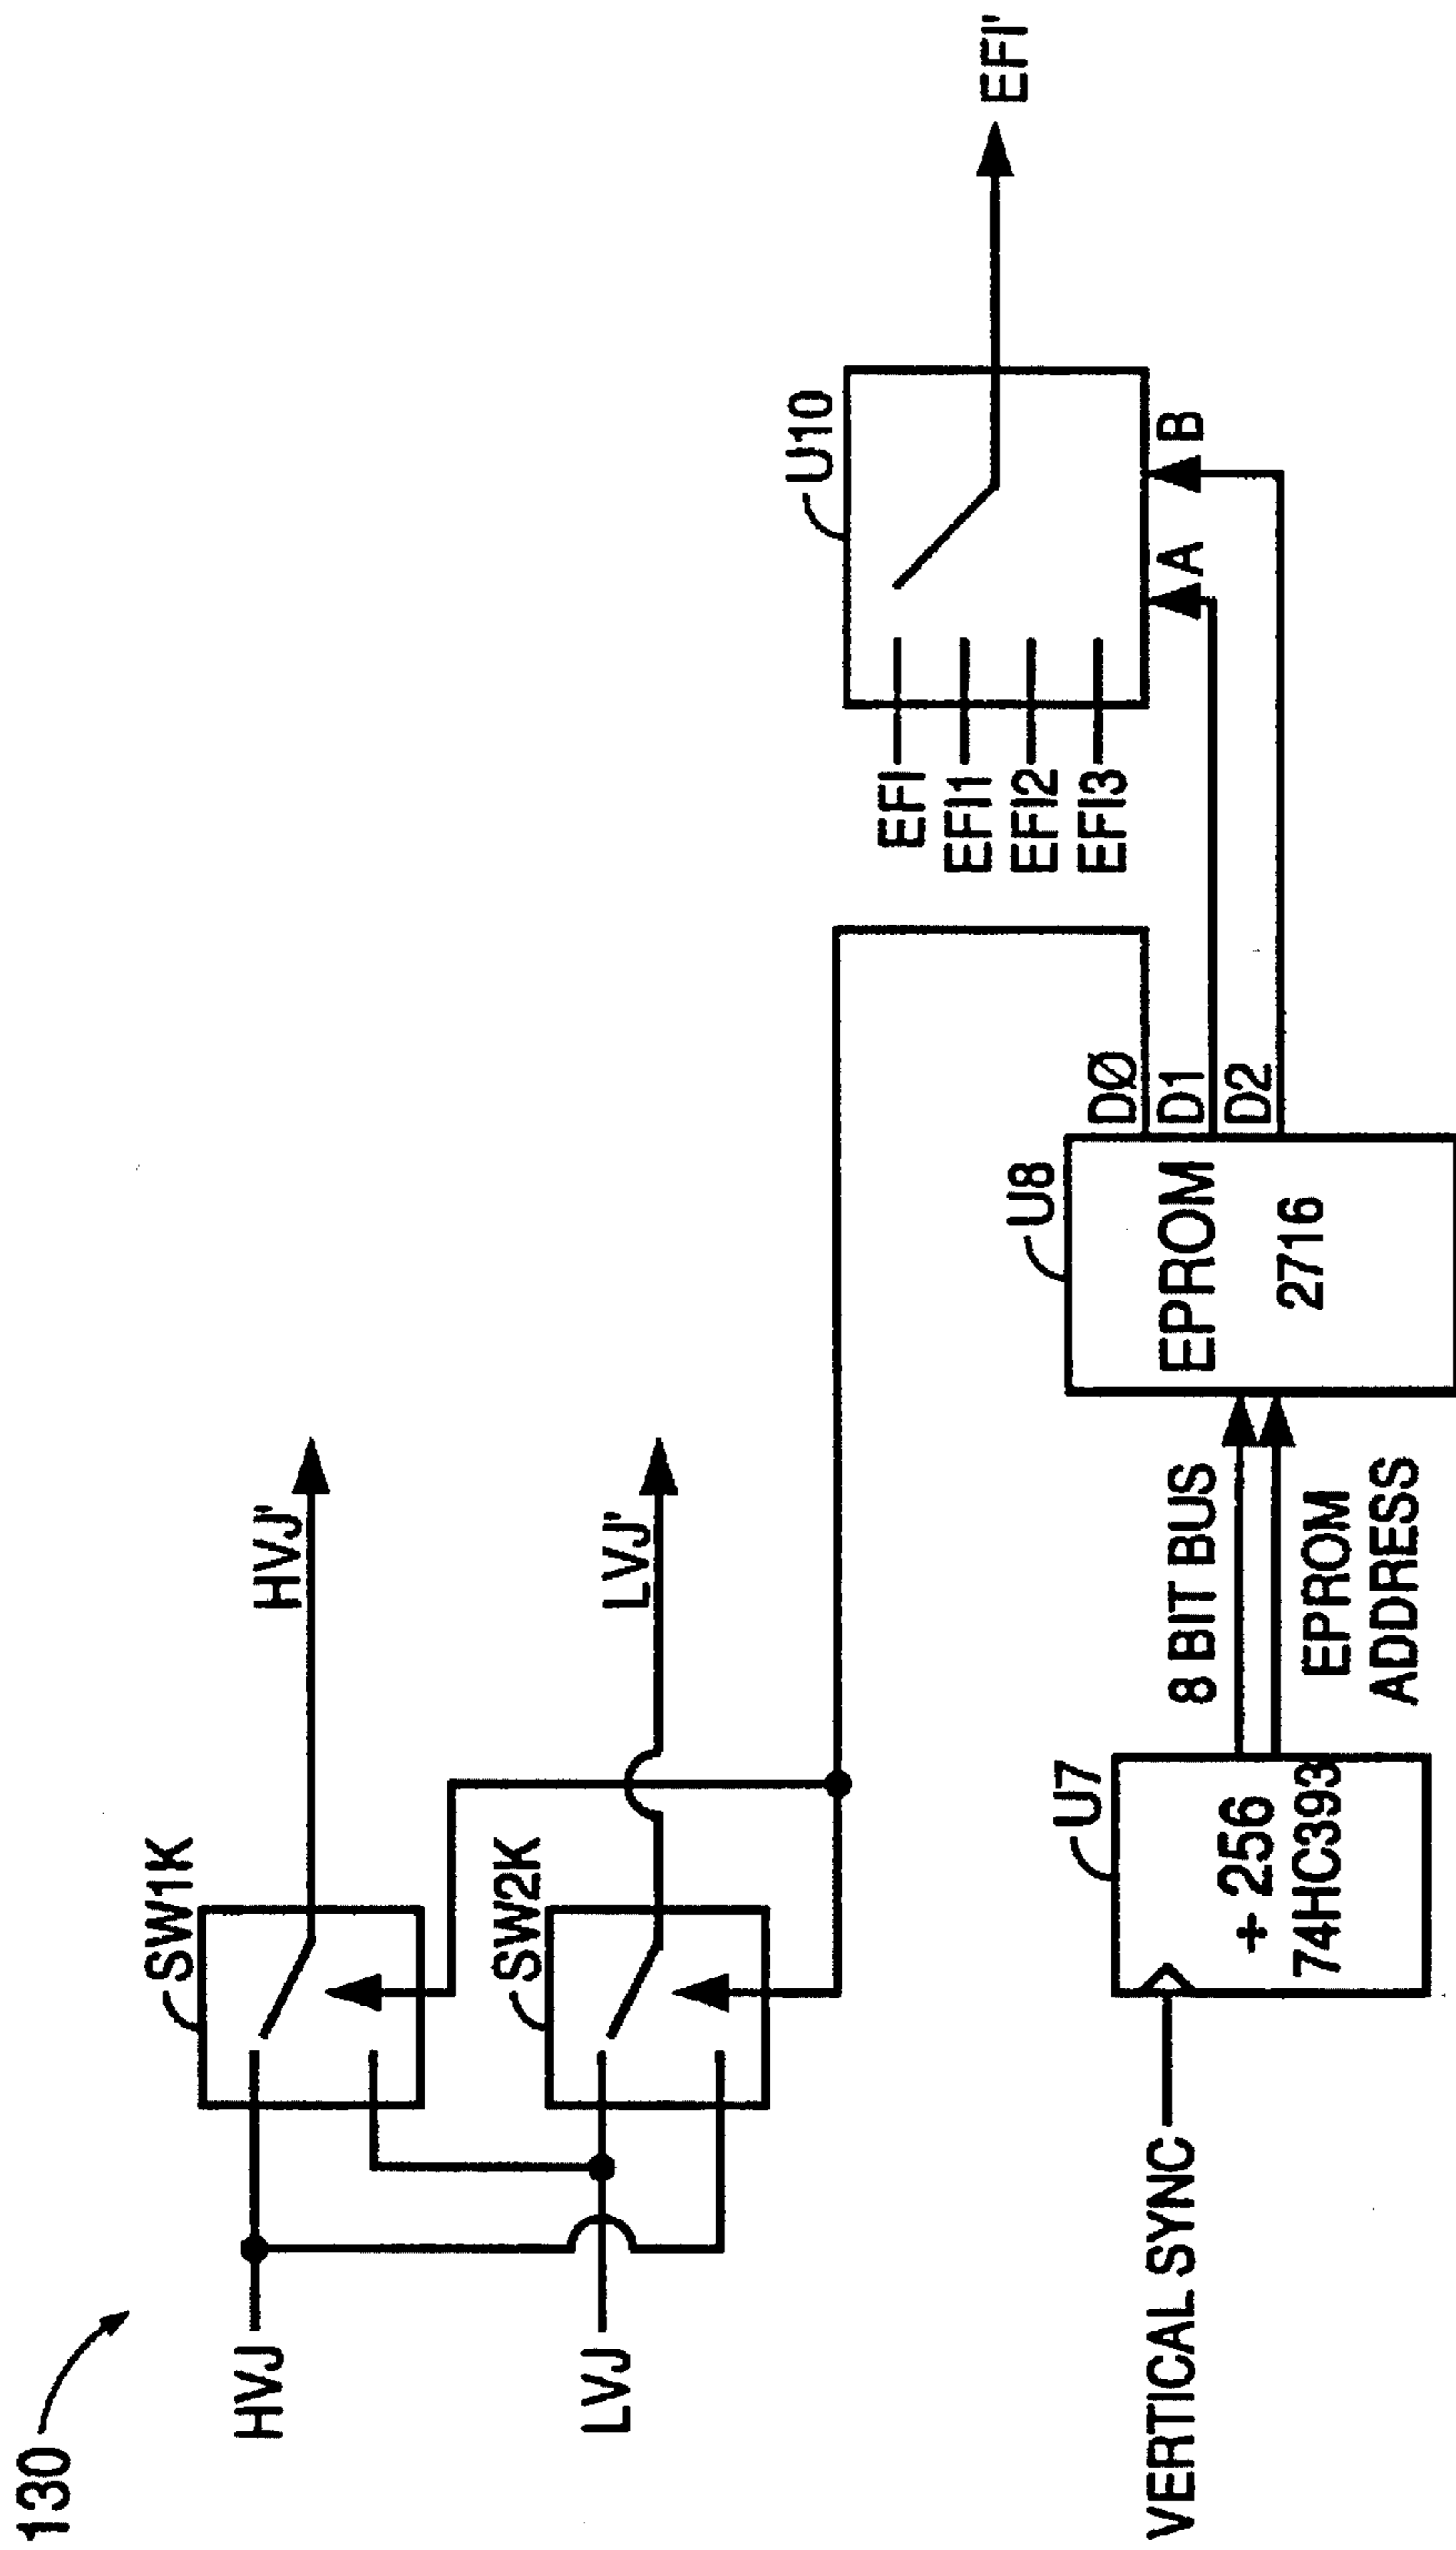 130
HVJ
SW1K
HVJ'
LVJ
SW2K
LVJ'
U10
EFI
EFI1
EFI2
EFI3
A
B
EFI'
VERTICAL SYNC
U7
+ 256
74HC393
8 BIT BUS
EPROM
ADDRESS
U8
EPROM
2716
DØ
D1
D2